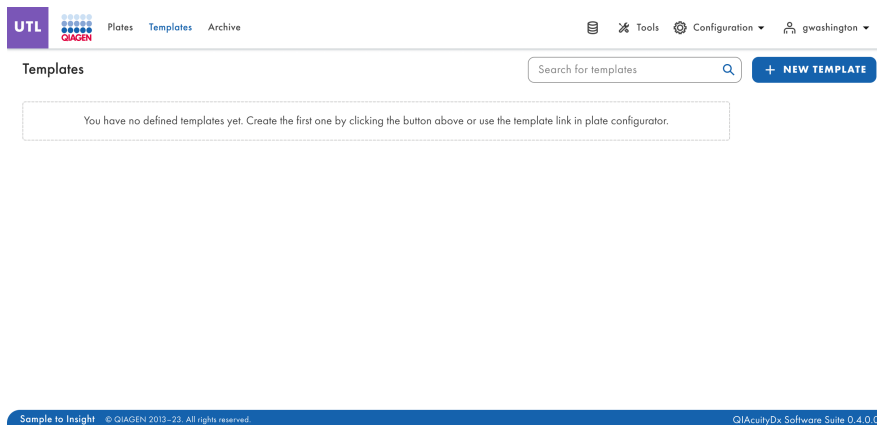 UTL QIAGEN Plates Templates Archive Tools Configuration gwashington
Templates Search for templates + NEW TEMPLATE
You have no defined templates yet. Create the first one by clicking the button above or use the template link in plate configurator.
Sample to Insight © QIAGEN 2013–23. All rights reserved. QIAcuityDx Software Suite 0.4.0.0